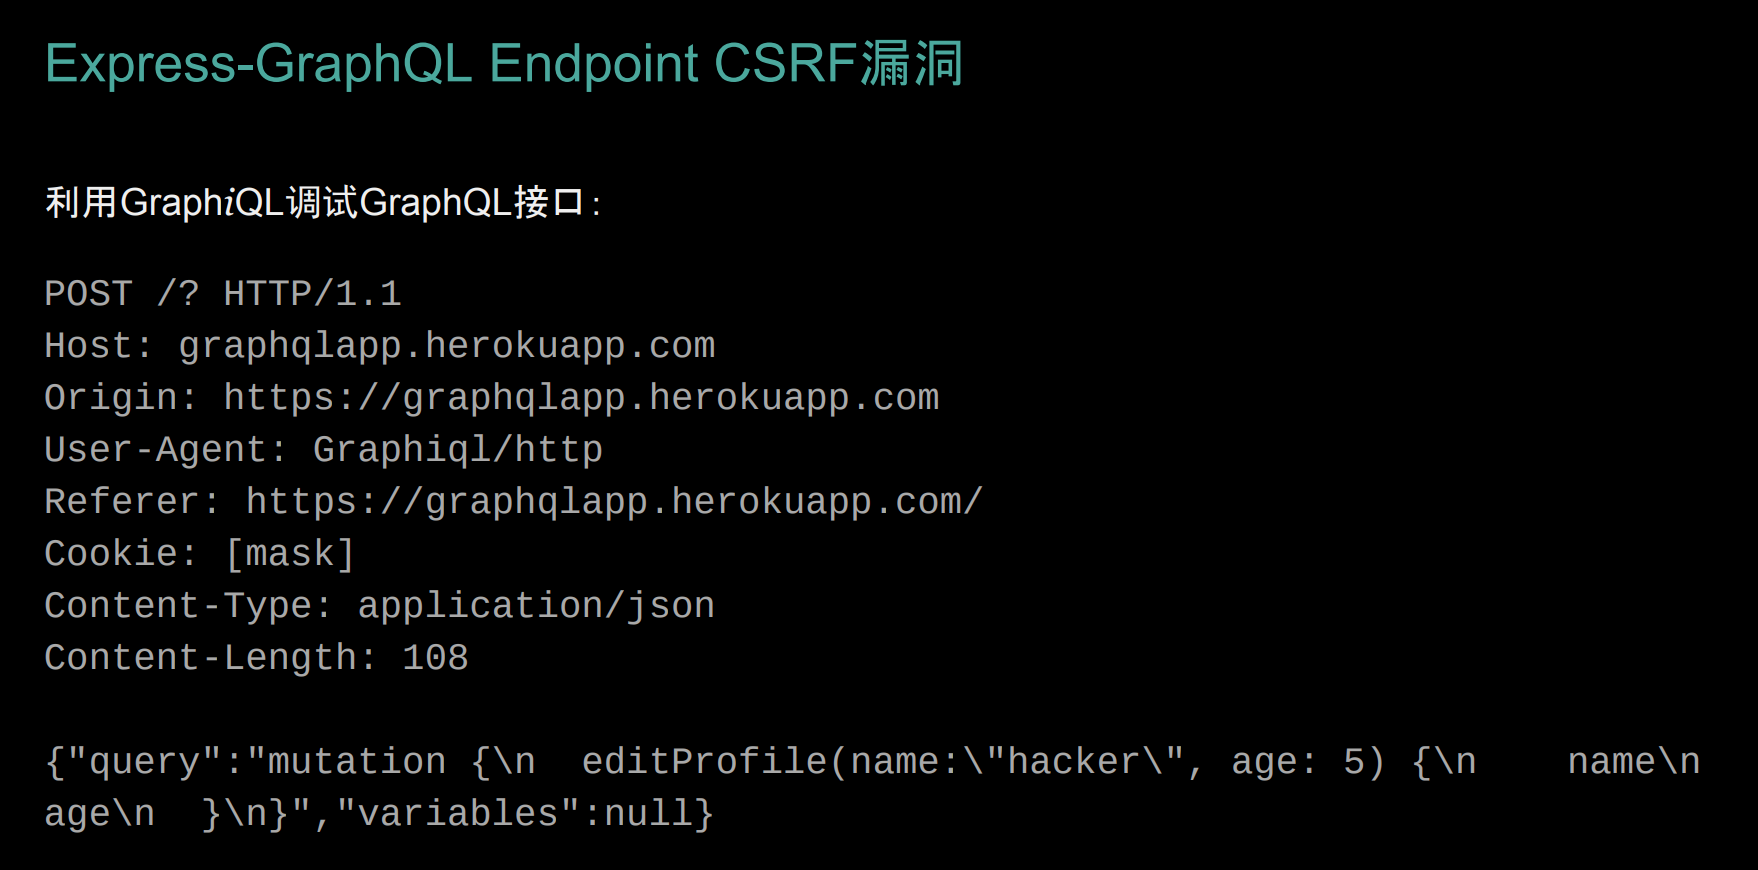 Express-GraphQL Endpoint CSRF漏洞
利用GraphiQL调试GraphQL接口:
POST /? HTTP/1.1
Host: graphqlapp.herokuapp.com
Origin: https://graphqlapp.herokuapp.com
User-Agent: Graphiql/http
Referer: https://graphqlapp.herokuapp.com/
Cookie: [mask]
Content-Type: application/json
Content-Length: 108
{"query":"mutation {\n  editProfile(name:\"hacker\", age: 5) {\n    name\n
age\n  }\n}","variables":null}